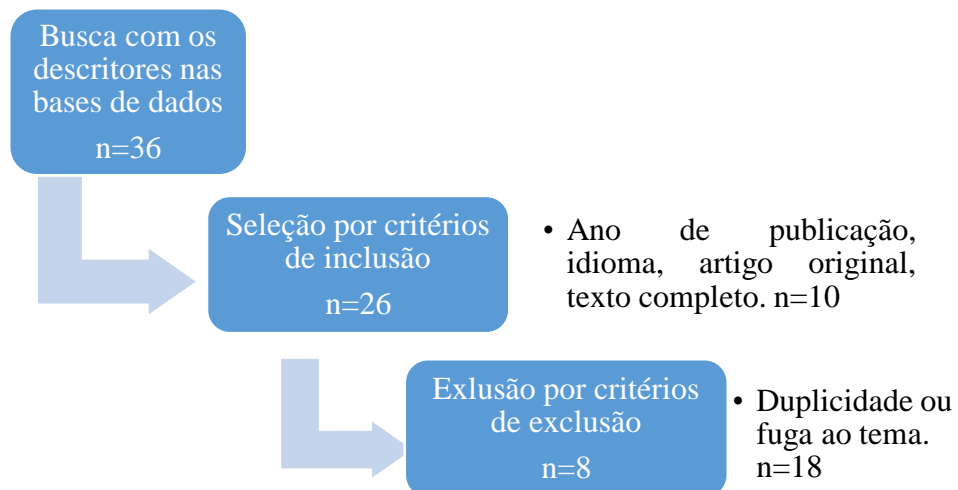 Busca com os
descritores nas
bases de dados
n=36
Seleção por critérios
de inclusão
n=26
• Ano de publicação,
idioma, artigo original,
texto completo. n=10
Exlusão por critérios
de exclusão
n=8
• Duplicidade ou
fuga ao tema.
n=18